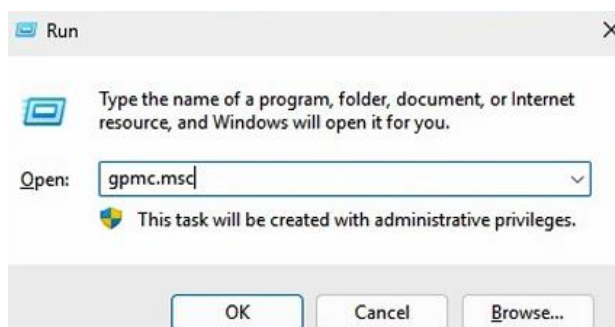 Run
Type the name of a program, folder, document, or Internet
resource, and Windows will open it for you.
Open: gpmc.msc
This task will be created with administrative privileges.
OK Cancel Browse...